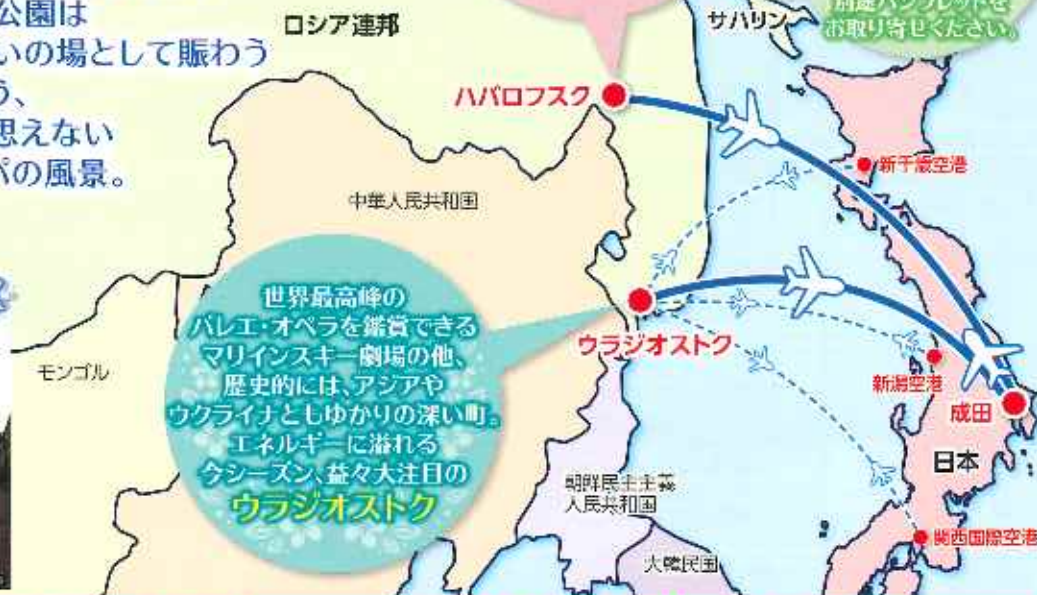 公園は
いの場として賑わう
う、
思えない
パの風景。
ロシア連邦
サハリン
別途パンフレットを
お取り寄せください。
ハバロフスク
新千歳空港
中華人民共和国
世界最高峰の
バレエ・オペラを鑑賞できる
マリインスキー劇場の他、
歴史的には、アジアや
ウクライナともゆかりの深い町。
エネルギーに溢れる
今シーズン、益々大注目の
ウラジオストク
ウラジオストク
モンゴル
新潟空港
成田
日本
朝鮮民主主義
人民共和国
関西国際空港
大韓民国